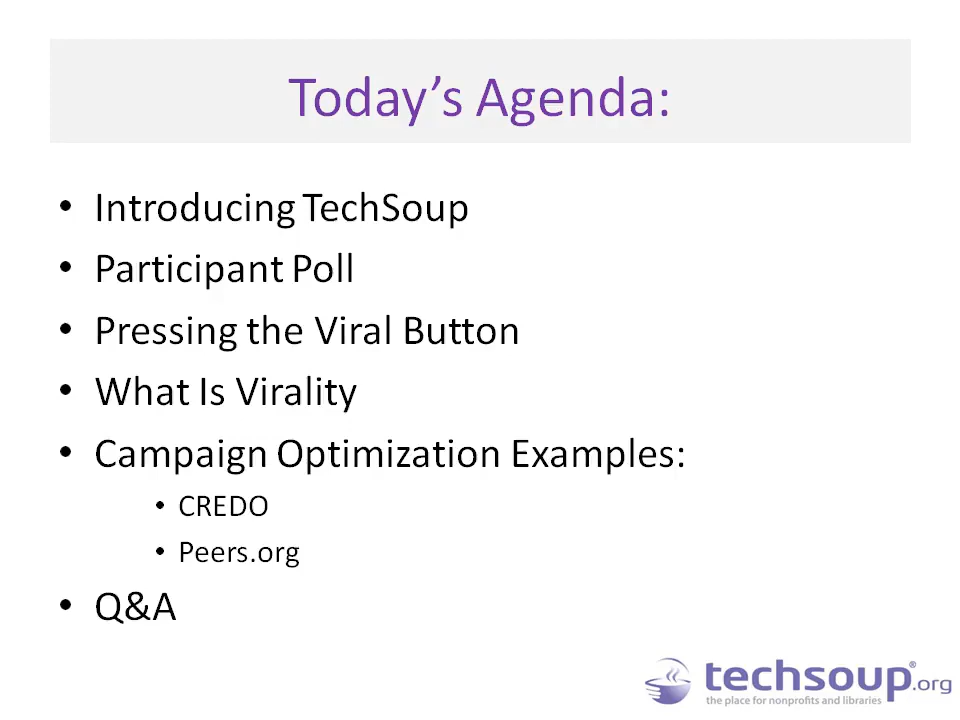 Today’s Agenda:
• Introducing TechSoup
• Participant Poll
• Pressing the Viral Button
• What Is Virality
• Campaign Optimization Examples:
• CREDO
• Peers.org
• Q&A
techsoup®.org
the place for nonprofits and libraries